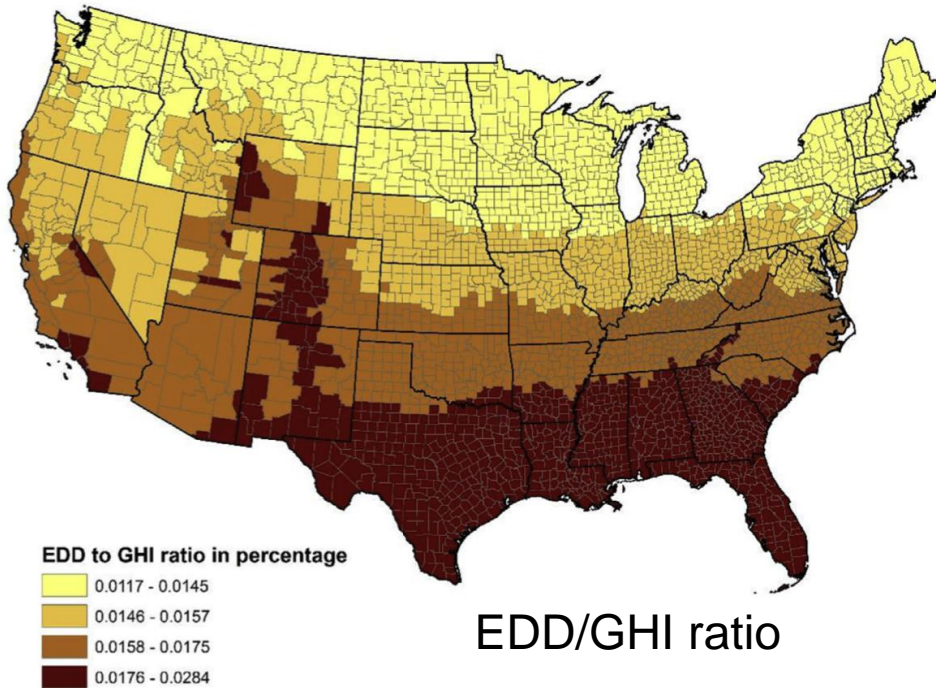 EDD to GHI ratio in percentage
0.0117 - 0.0145
0.0146 - 0.0157
0.0158 - 0.0175
0.0176 - 0.0284
EDD/GHI ratio